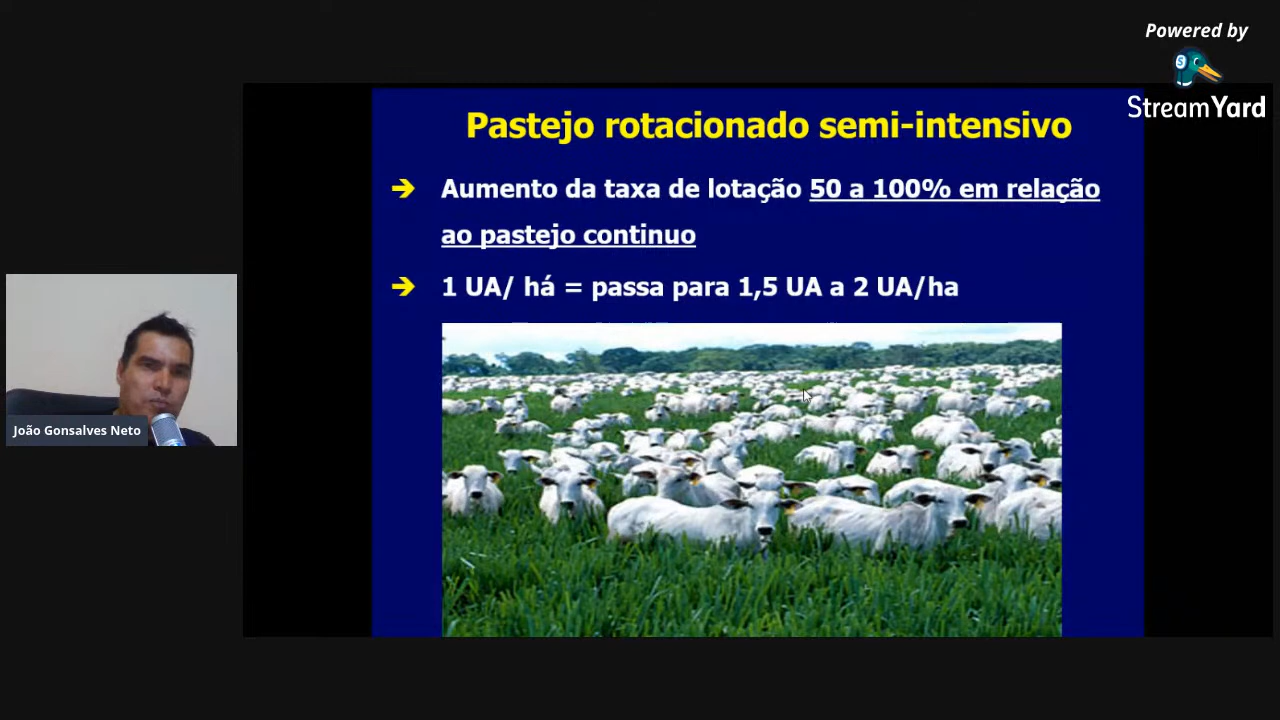 Powered by
StreamYard
Pastejo rotacionado semi-intensivo
➔ Aumento da taxa de lotação 50 a 100% em relação
ao pastejo continuo
➔ 1 UA/ há = passa para 1,5 UA a 2 UA/ha
João Gonsalves Neto